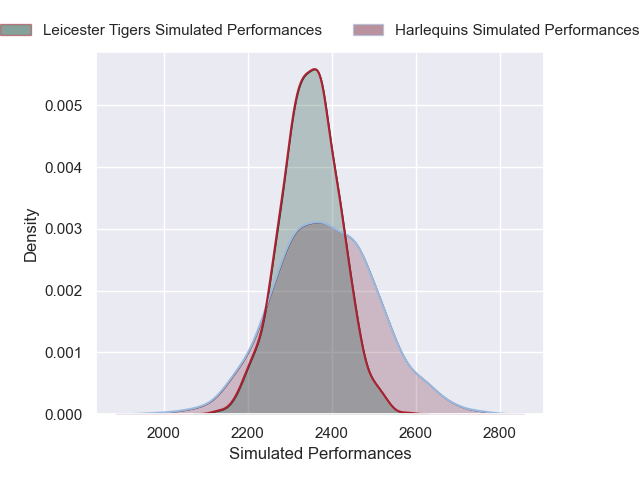 Leicester Tigers Simulated Performances
Harlequins Simulated Performances
0.005
0.004
0.003
0.002
0.001
0.000
Density
2000 2200 2400 2600 2800
Simulated Performances